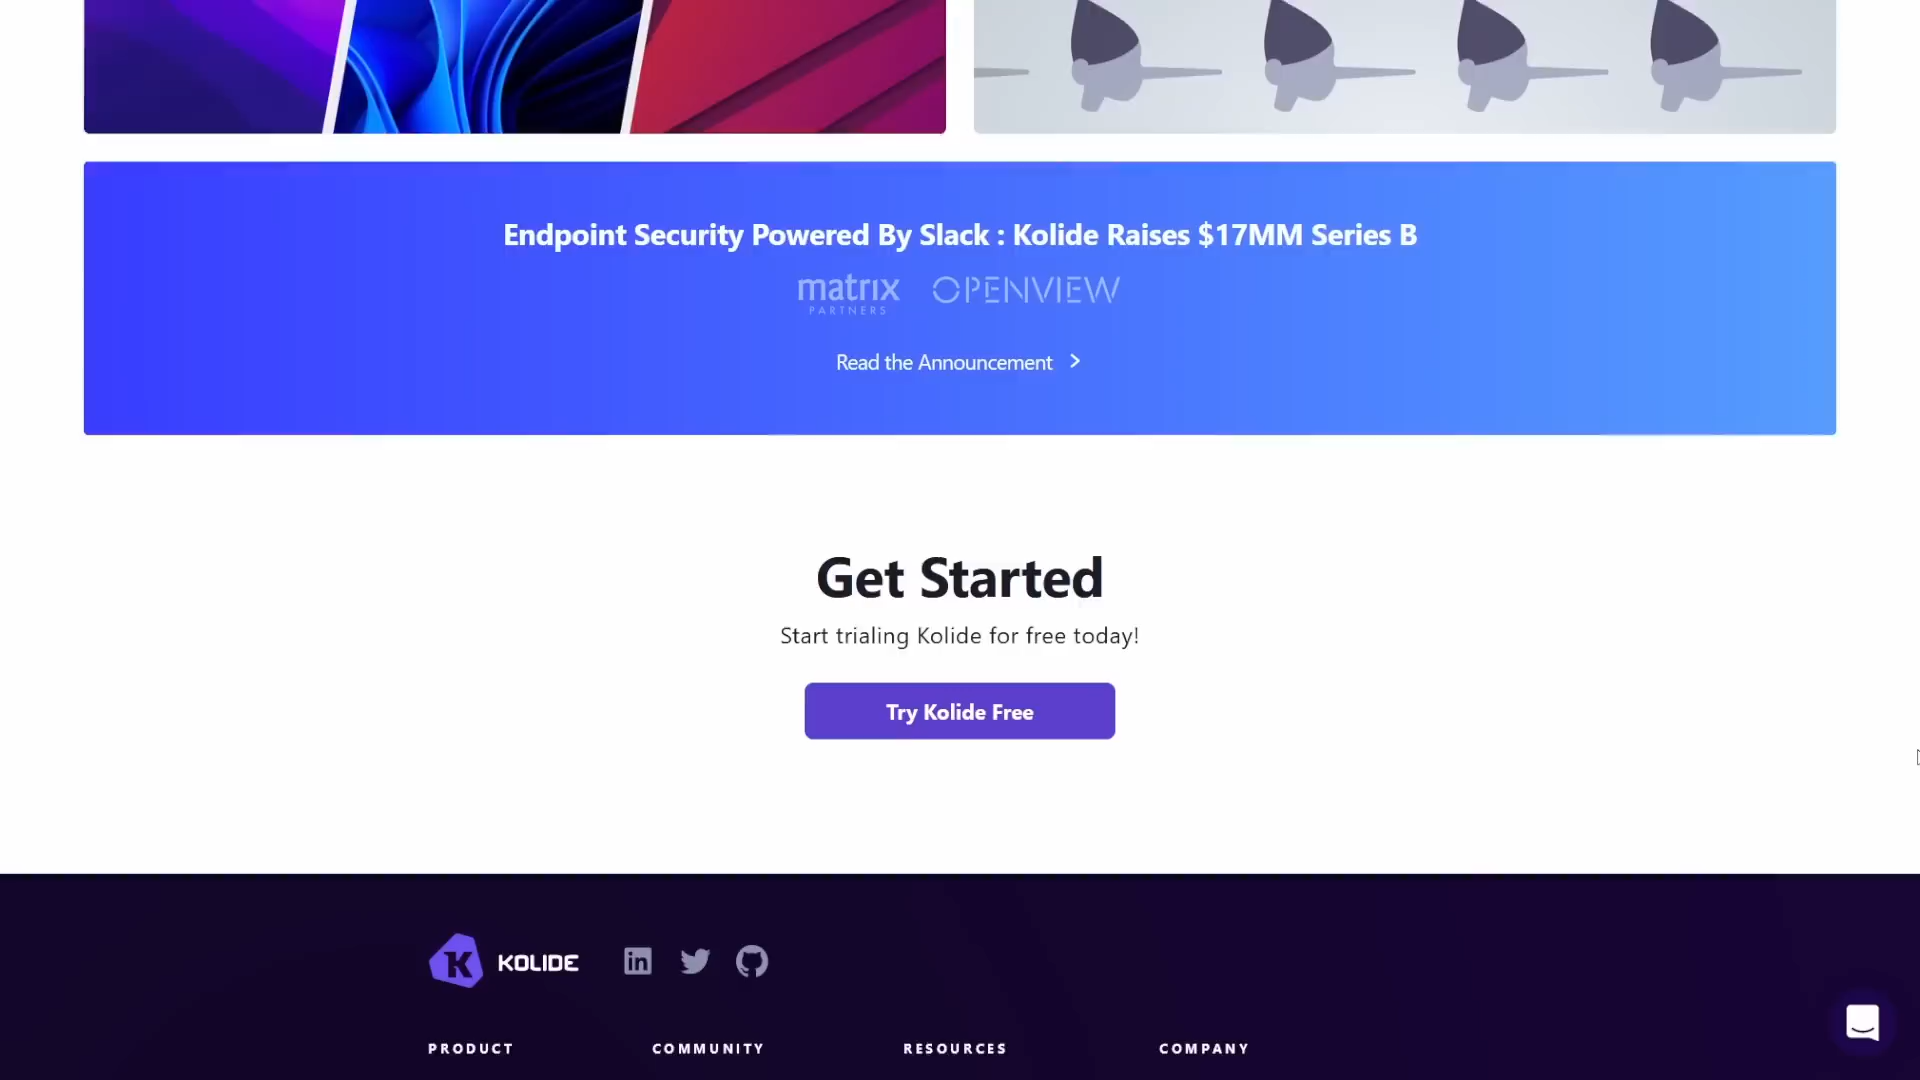 Endpoint Security Powered By Slack : Kolide Raises $17MM Series B
matrix OPENVIEW
PARTNERS
Read the Announcement
Get Started
Start trialing Kolide for free today!
Try Kolide Free
K KOLIDE in
PRODUCT COMMUNITY RESOURCES COMPANY